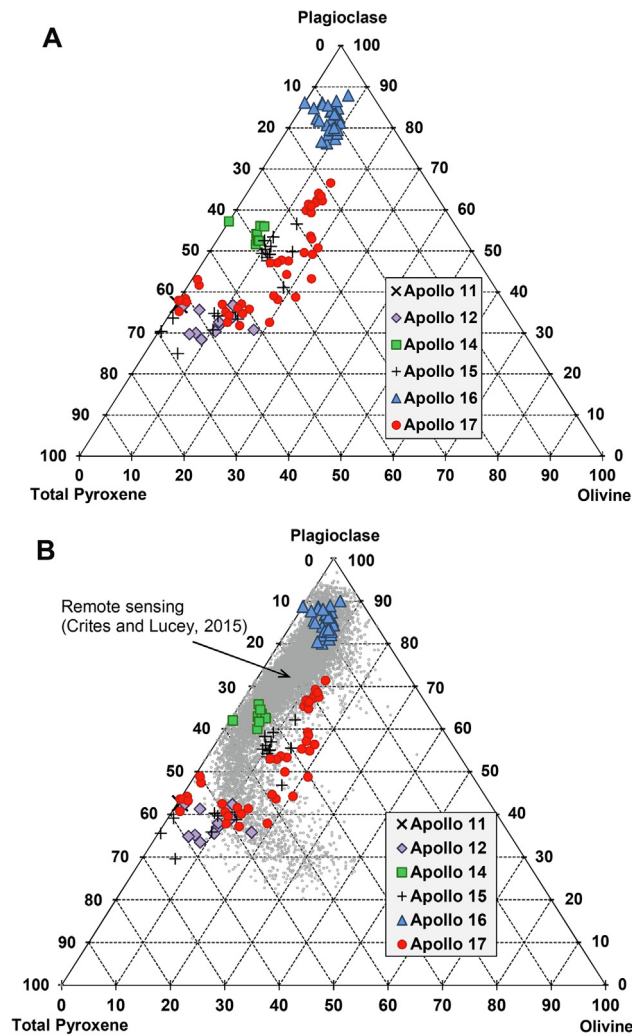 A
Plagioclase
0 100
10 90
20 80
30 70
40 60
50 50
60 40
70 30
80 20
90 10
100 0
0 10 20 30 40 50 60 70 80 90 100
Total Pyroxene Olivine
Apollo 11
Apollo 12
Apollo 14
Apollo 15
Apollo 16
Apollo 17
B
Plagioclase
0 100
10 90
Remote sensing
(Crites and Lucey, 2015)
20 80
30 70
40 60
50 50
60 40
70 30
80 20
90 10
100 0
0 10 20 30 40 50 60 70 80 90 100
Total Pyroxene Olivine
Apollo 11
Apollo 12
Apollo 14
Apollo 15
Apollo 16
Apollo 17